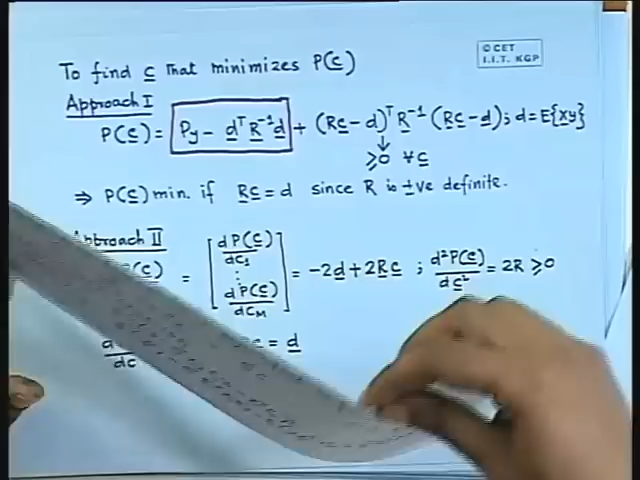 To find c That minimizes P(c)
© CET
I.I.T. KGP
Approach I
P(c) = Py - dᵀR⁻¹d + (Rc - d)ᵀR⁻¹(Rc - d); d = E{xy}
≥0 ∀c
⇒ P(c) min. if Rc = d since R is +ve definite.
Approach II
P(c) = [dP(c)/dc₁ ⋮ dP(c)/dc_M] = -2d + 2Rc ; d²P(c)/dc² = 2R ≥ 0
dc
= d